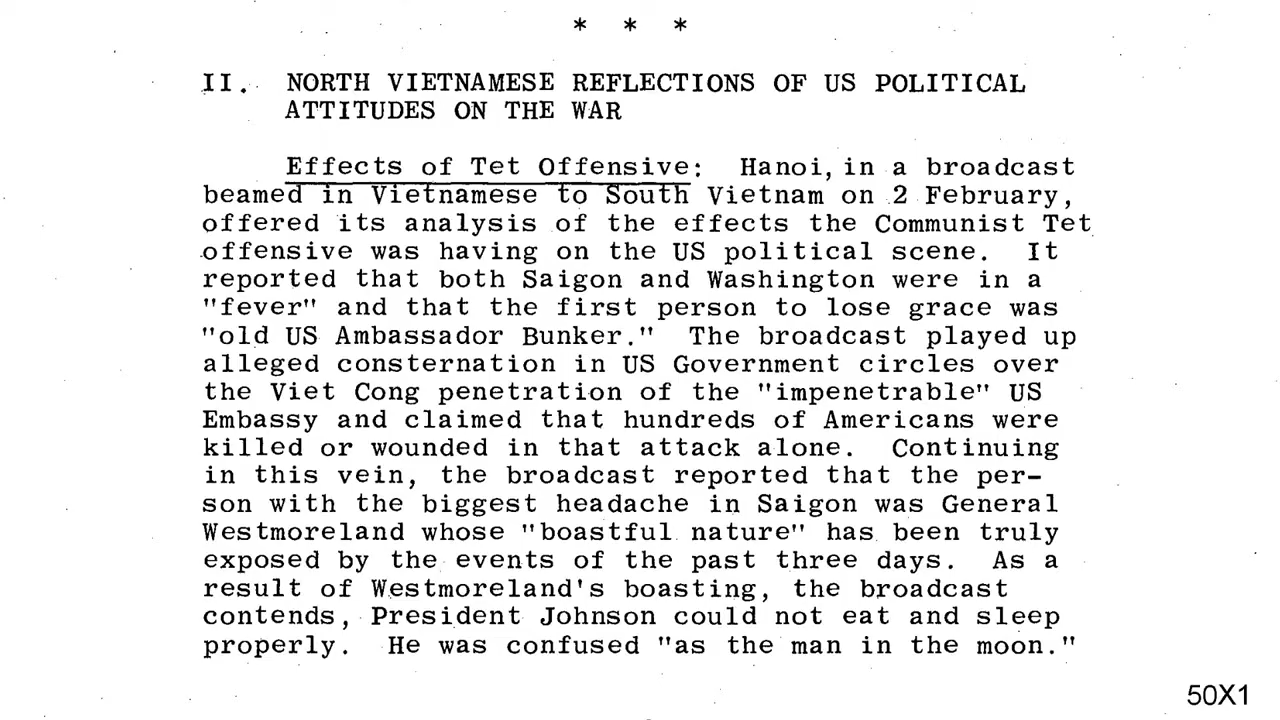 * * *
II. NORTH VIETNAMESE REFLECTIONS OF US POLITICAL
ATTITUDES ON THE WAR
Effects of Tet Offensive: Hanoi, in a broadcast
beamed in Vietnamese to South Vietnam on 2 February,
offered its analysis of the effects the Communist Tet
offensive was having on the US political scene. It
reported that both Saigon and Washington were in a
"fever" and that the first person to lose grace was
"old US Ambassador Bunker." The broadcast played up
alleged consternation in US Government circles over
the Viet Cong penetration of the "impenetrable" US
Embassy and claimed that hundreds of Americans were
killed or wounded in that attack alone. Continuing
in this vein, the broadcast reported that the per-
son with the biggest headache in Saigon was General
Westmoreland whose "boastful nature" has been truly
exposed by the events of the past three days. As a
result of Westmoreland's boasting, the broadcast
contends, President Johnson could not eat and sleep
properly. He was confused "as the man in the moon."
50X1